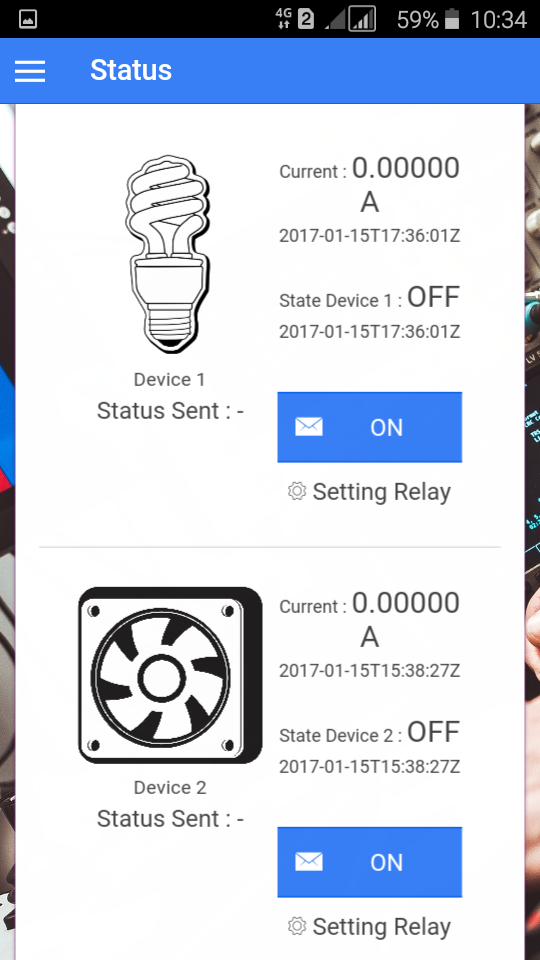 4G 2 59% 10:34
Status
Current : 0.00000
A
2017-01-15T17:36:01Z
State Device 1 : OFF
2017-01-15T17:36:01Z
Device 1
Status Sent : -
ON
Setting Relay
Current : 0.00000
A
2017-01-15T15:38:27Z
State Device 2 : OFF
2017-01-15T15:38:27Z
Device 2
Status Sent : -
ON
Setting Relay